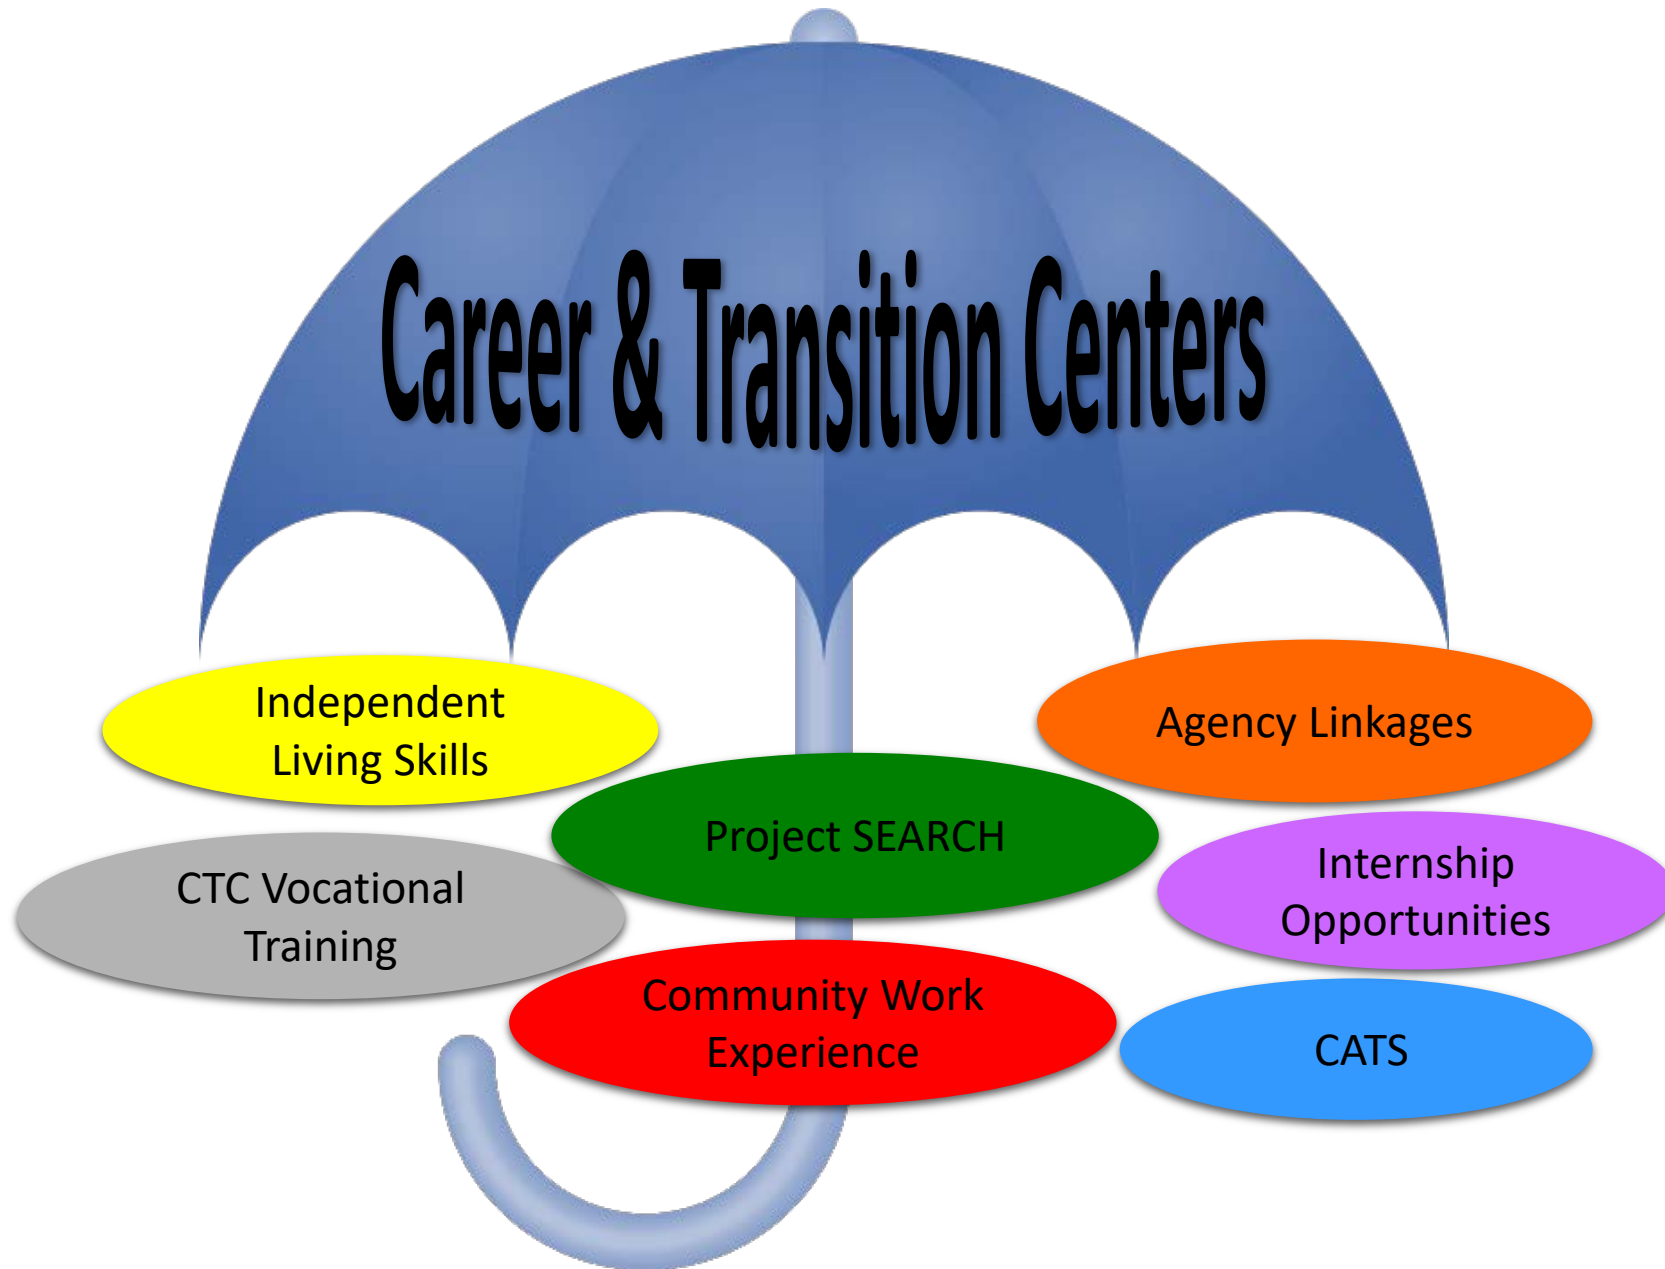 Career & Transition Centers
Independent
Living Skills
Agency Linkages
Project SEARCH
CTC Vocational
Training
Internship
Opportunities
Community Work
Experience
CATS